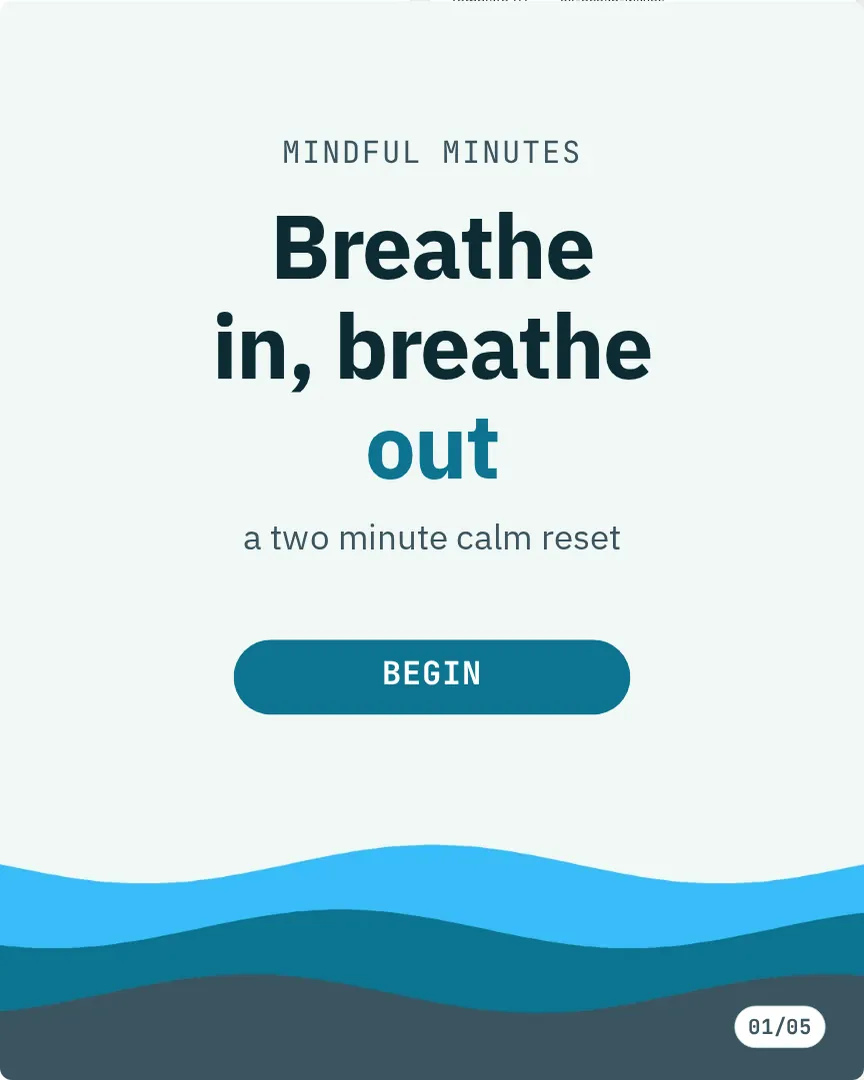 MINDFUL MINUTES
Breathe
in, breathe
out
a two minute calm reset
BEGIN
01/05